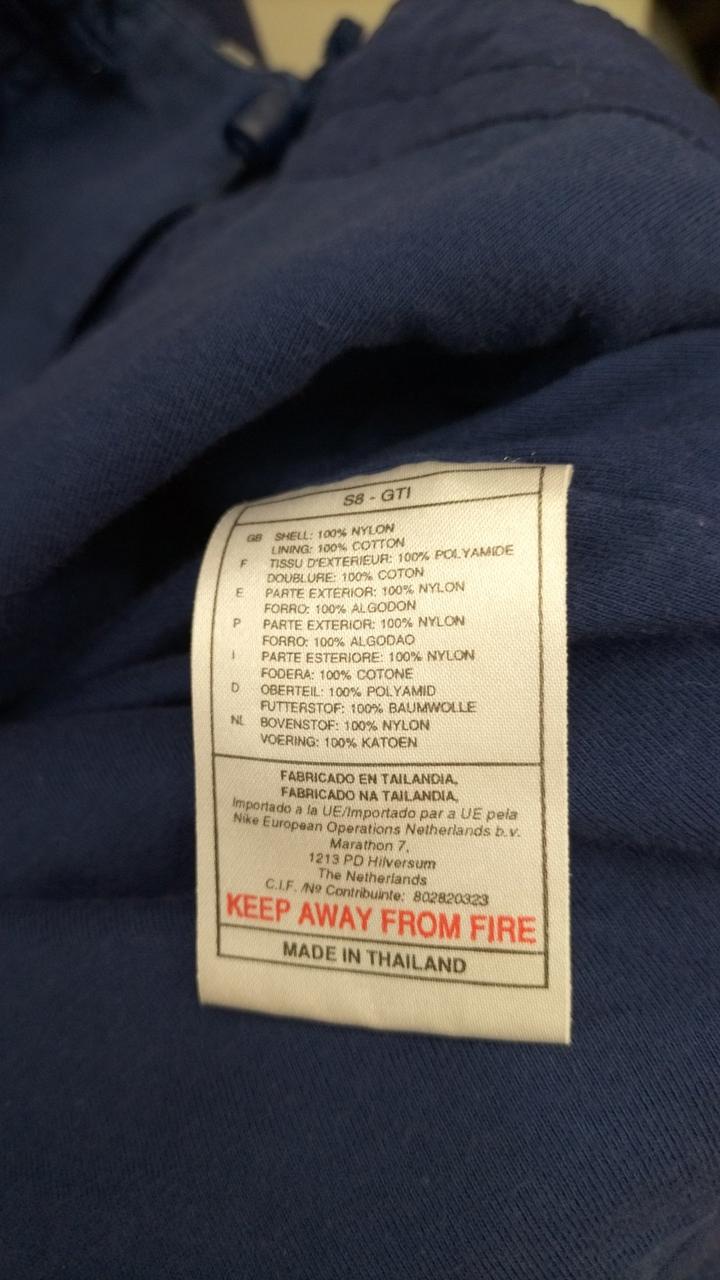 S8 - GTI
GB SHELL: 100% NYLON
LINING: 100% COTTON
F TISSU D'EXTERIEUR: 100% POLYAMIDE
DOUBLURE: 100% COTON
E PARTE EXTERIOR: 100% NYLON
FORRO: 100% ALGODON
P PARTE EXTERIOR: 100% NYLON
FORRO: 100% ALGODAO
I PARTE ESTERIORE: 100% NYLON
FODERA: 100% COTONE
D OBERTEIL: 100% POLYAMID
FUTTERSTOF: 100% BAUMWOLLE
NL BOVENSTOF: 100% NYLON
VOERING: 100% KATOEN
FABRICADO EN TAILANDIA,
FABRICADO NA TAILANDIA,
Importado a la UE/Importado par a UE pela
Nike European Operations Netherlands b.v.
Marathon 7,
1213 PD Hilversum
The Netherlands
C.I.F. /Nº Contribuinte: 802820323
KEEP AWAY FROM FIRE
MADE IN THAILAND